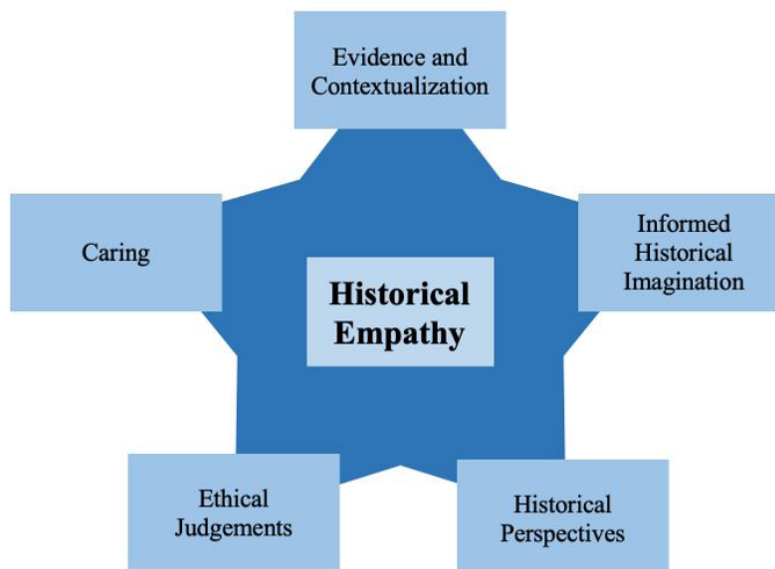 Evidence and
Contextualization
Caring
Informed
Historical
Imagination
Historical
Empathy
Ethical
Judgements
Historical
Perspectives